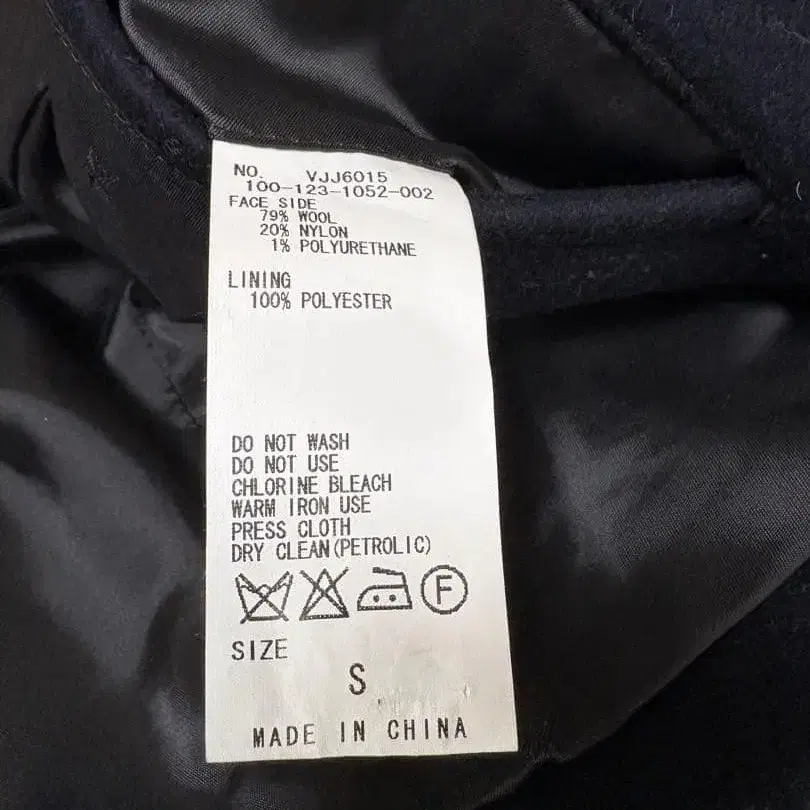 NO. VJJ6015
100-123-1052-002
FACE SIDE
79% WOOL
20% NYLON
1% POLYURETHANE
LINING
100% POLYESTER
DO NOT WASH
DO NOT USE
CHLORINE BLEACH
WARM IRON USE
PRESS CLOTH
DRY CLEAN(PETROLIC)
F
SIZE
S
MADE IN CHINA